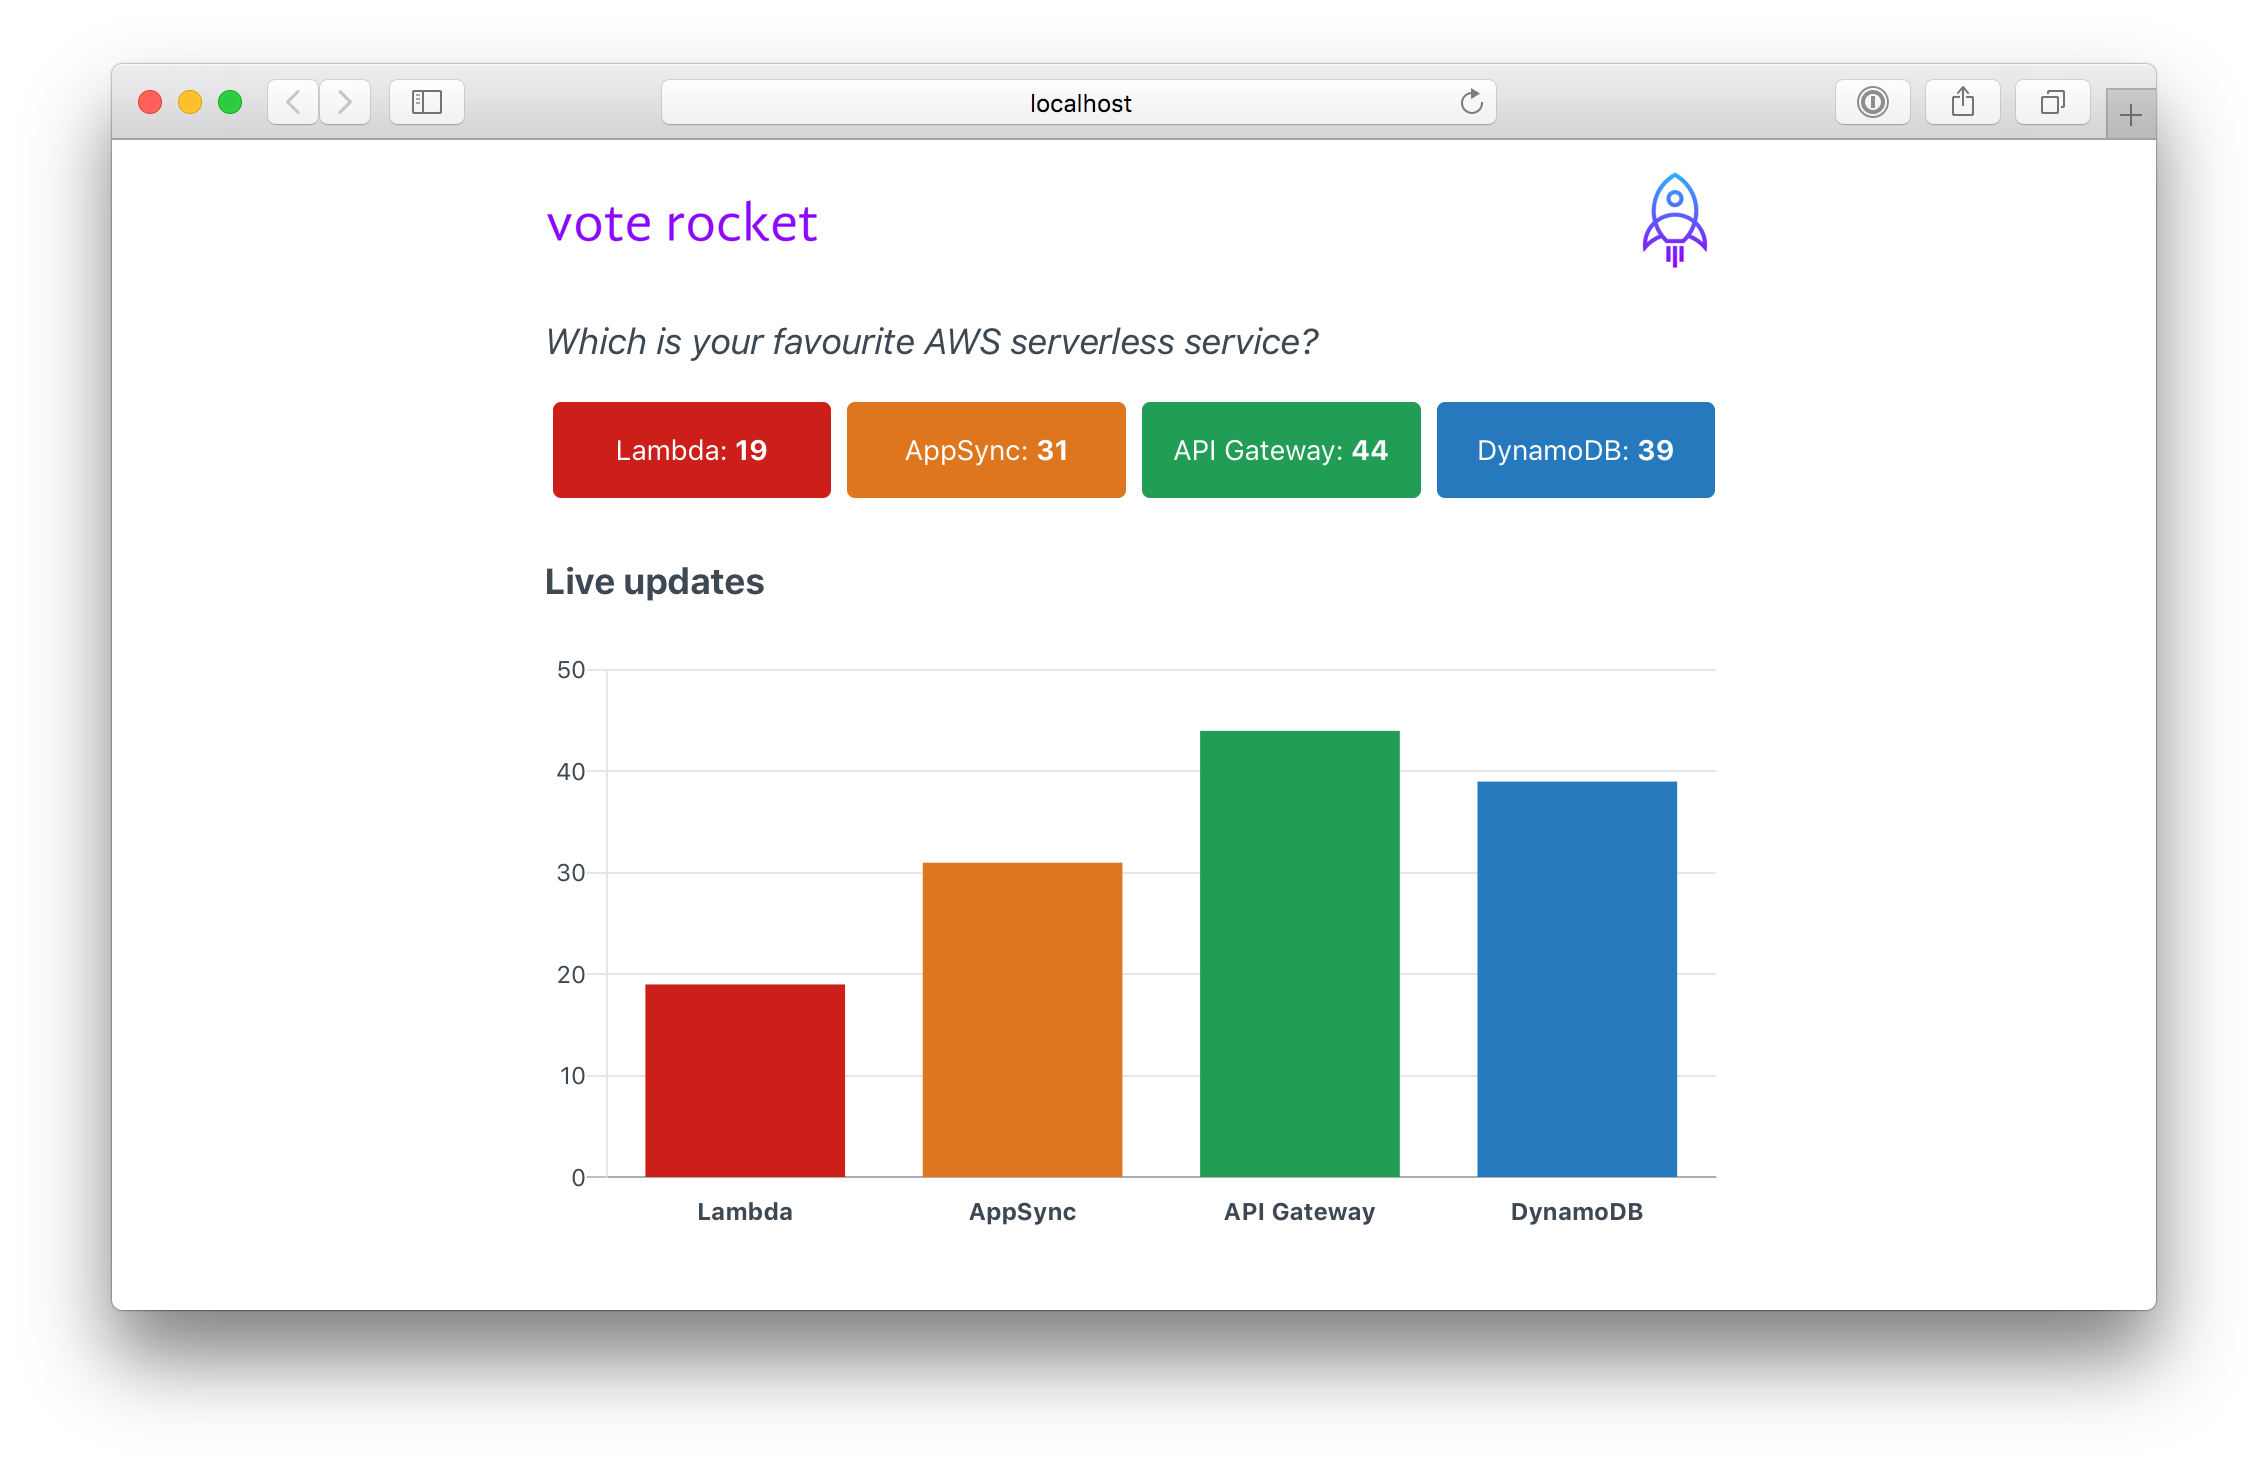 localhost
vote rocket
Which is your favourite AWS serverless service?
Lambda: 19
AppSync: 31
API Gateway: 44
DynamoDB: 39
Live updates
50
40
30
20
10
0
Lambda
AppSync
API Gateway
DynamoDB